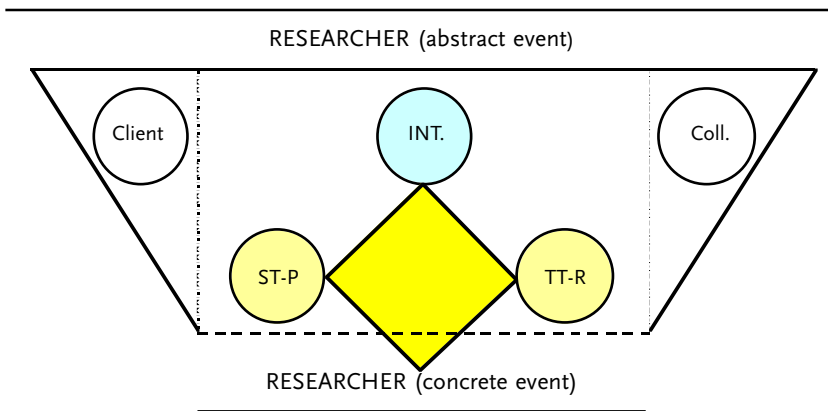 RESEARCHER (abstract event)
Client
INT.
Coll.
ST-P
TT-R
RESEARCHER (concrete event)